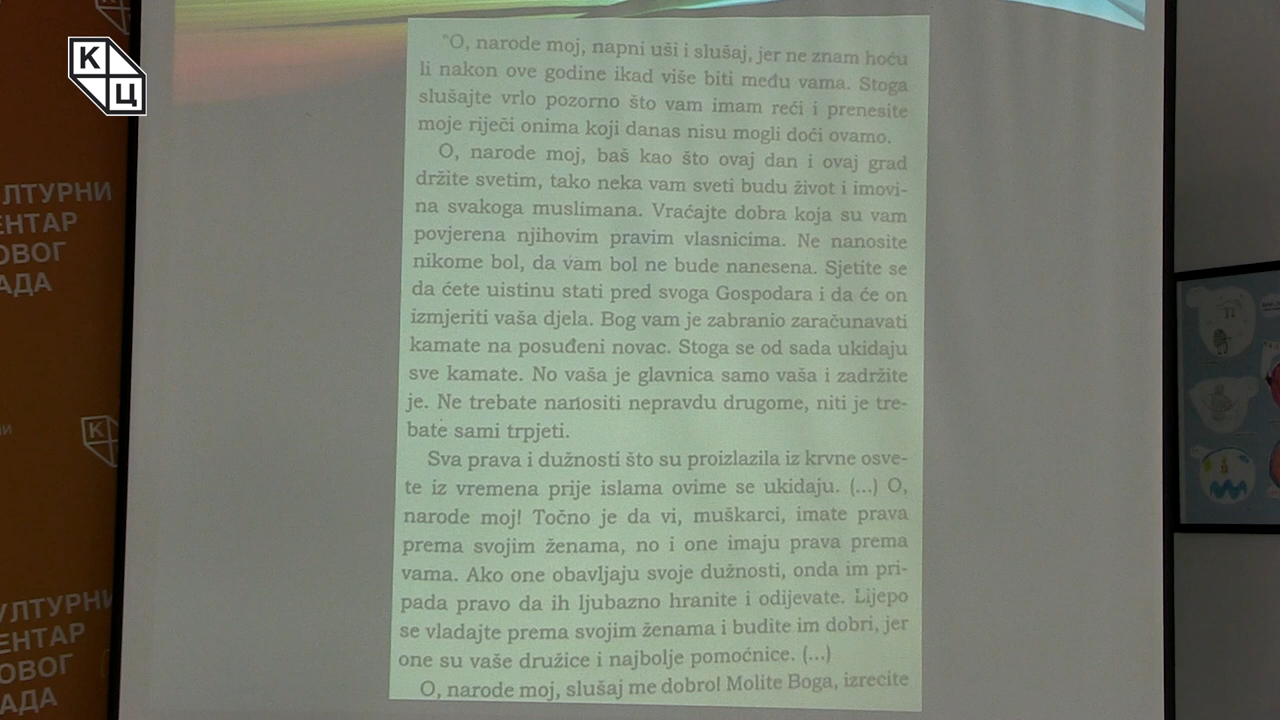 К
Ц
УЛТУРНИ
ЕНТАР
ОВОГ
АДА
К
УЛТУРНИ
ЕНТАР
ОВОГ
АДА
"O, narode moj, napni uši i slušaj, jer ne znam hoću
li nakon ove godine ikad više biti među vama. Stoga
slušajte vrlo pozorno što vam imam reći i prenesite
moje riječi onima koji danas nisu mogli doći ovamo.
O, narode moj, baš kao što ovaj dan i ovaj grad
držite svetim, tako neka vam sveti budu život i imovi-
na svakoga muslimana. Vraćajte dobra koja su vam
povjerena njihovim pravim vlasnicima. Ne nanosite
nikome bol, da vam bol ne bude nanesena. Sjetite se
da ćete uistinu stati pred svoga Gospodara i da će on
izmjeriti vaša djela. Bog vam je zabranio zaračunavati
kamate na posuđeni novac. Stoga se od sada ukidaju
sve kamate. No vaša je glavnica samo vaša i zadržite
je. Ne trebate nanositi nepravdu drugome, niti je tre-
bate sami trpjeti.
Sva prava i dužnosti što su proizlazila iz krvne osve-
te iz vremena prije islama ovime se ukidaju. (...) O,
narode moj! Točno je da vi, muškarci, imate prava
prema svojim ženama, no i one imaju prava prema
vama. Ako one obavljaju svoje dužnosti, onda im pri-
pada pravo da ih ljubazno hranite i odijevate. Lijepo
se vladajte prema svojim ženama i budite im dobri, jer
one su vaše družice i najbolje pomoćnice. (...)
O, narode moj, slušaj me dobro! Molite Boga, izrecite